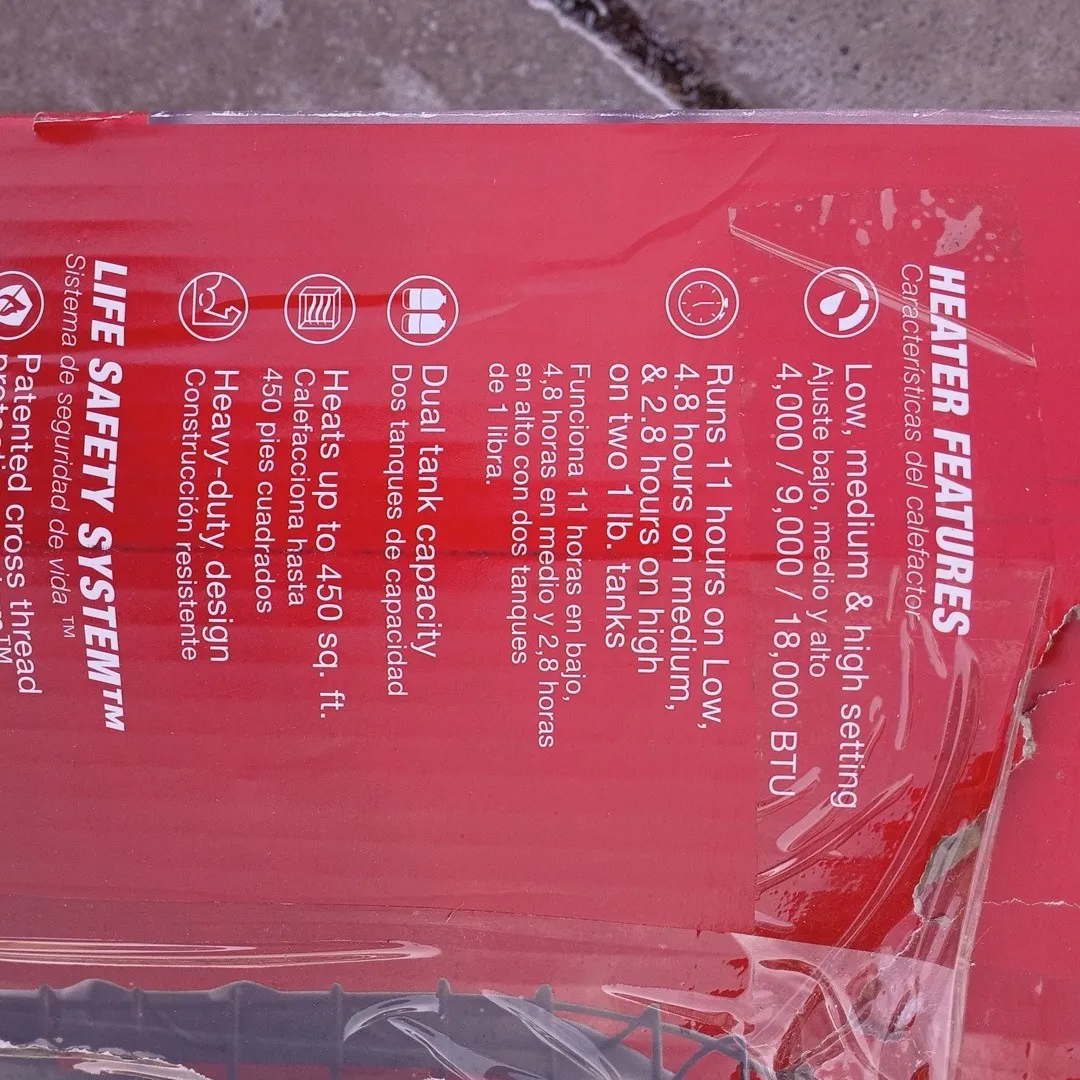 HEATER FEATURES
Características del calefactor
Low, medium & high setting
Ajuste bajo, medio y alto
4,000 / 9,000 / 18,000 BTU
Runs 11 hours on Low,
4.8 hours on medium,
& 2.8 hours on high
on two 1 lb. tanks
Funciona 11 horas en bajo,
4,8 horas en medio y 2,8 horas
en alto con dos tanques
de 1 libra.
Dual tank capacity
Dos tanques de capacidad
Heats up to 450 sq. ft.
Calefacciona hasta
450 pies cuadrados
Heavy-duty design
Construcción resistente
LIFE SAFETY SYSTEM™
Sistema de seguridad de vida ™
Patented cross thread